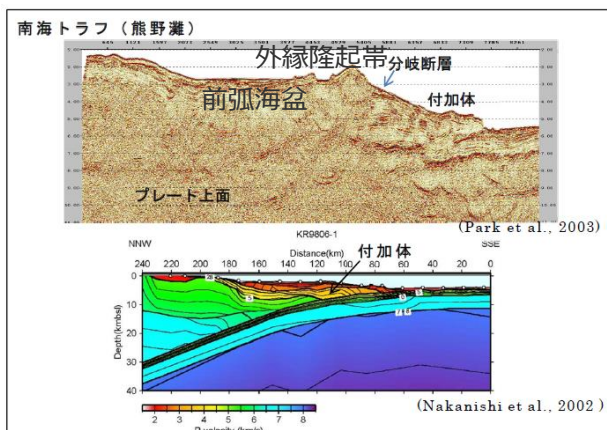 南海トラフ（熊野灘）
外縁隆起帯
分岐断層
前弧海盆
付加体
プレート上面
(Park et al., 2003)
KR9806-1
NNW
Distance(km)
付加体
SSE
240 220 200 180 160 140 120 100 80 60 40 20 0
0
10
20
30
40
Depth(kmbsl)
(Nakanishi et al., 2002)
2 3 4 5 6 7 8
P velocity (km/s)